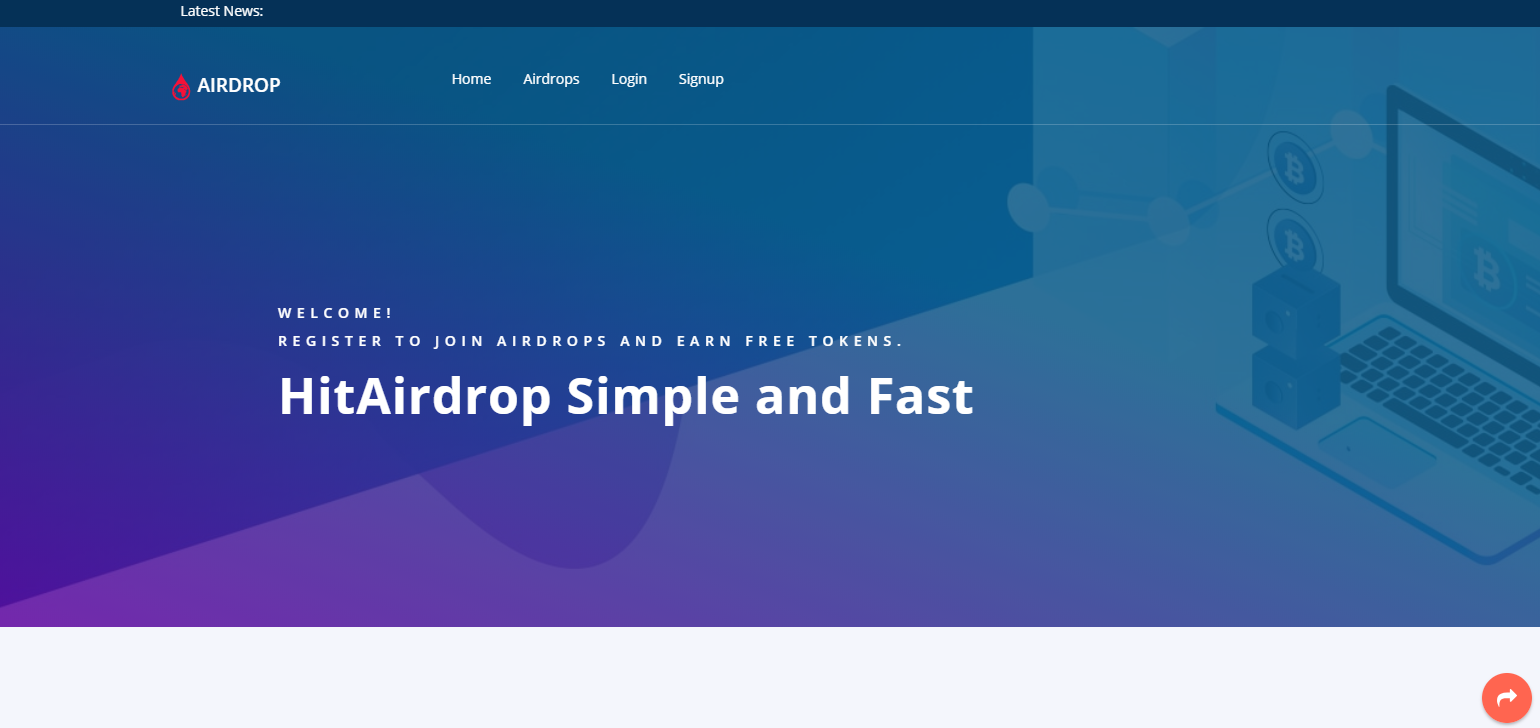 Latest News:
AIRDROP
Home Airdrops Login Signup
WELCOME!
REGISTER TO JOIN AIRDROPS AND EARN FREE TOKENS.
HitAirdrop Simple and Fast